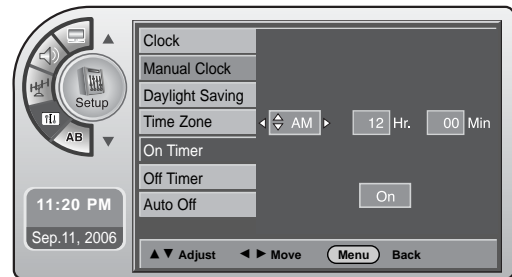 Clock
Manual Clock
Daylight Saving
Time Zone
AM 12 Hr. 00 Min
On Timer
Off Timer
Auto Off
On
Setup
AB
11:20 PM
Sep.11, 2006
▲▼ Adjust ◄ ► Move Menu Back